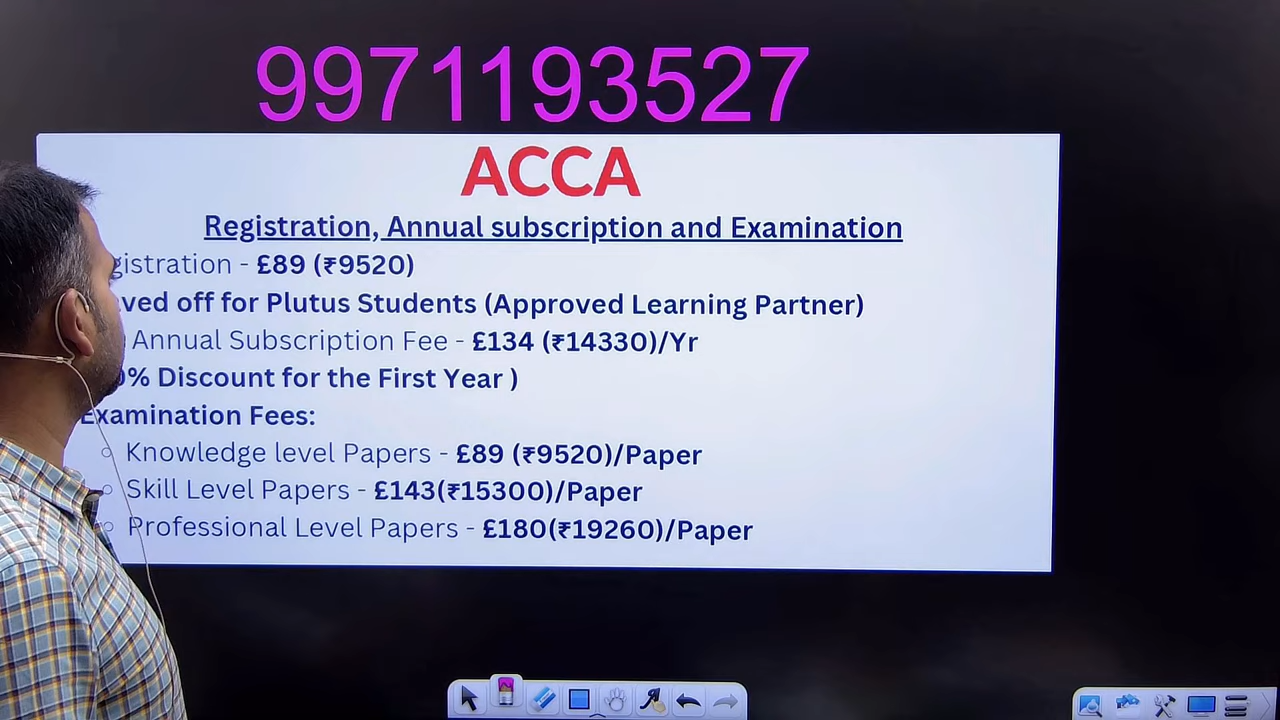 9971193527
ACCA
Registration, Annual subscription and Examination
gistration - £89 (₹9520)
ved off for Plutus Students (Approved Learning Partner)
Annual Subscription Fee - £134 (₹14330)/Yr
% Discount for the First Year )
Examination Fees:
Knowledge level Papers - £89 (₹9520)/Paper
Skill Level Papers - £143(₹15300)/Paper
Professional Level Papers - £180(₹19260)/Paper